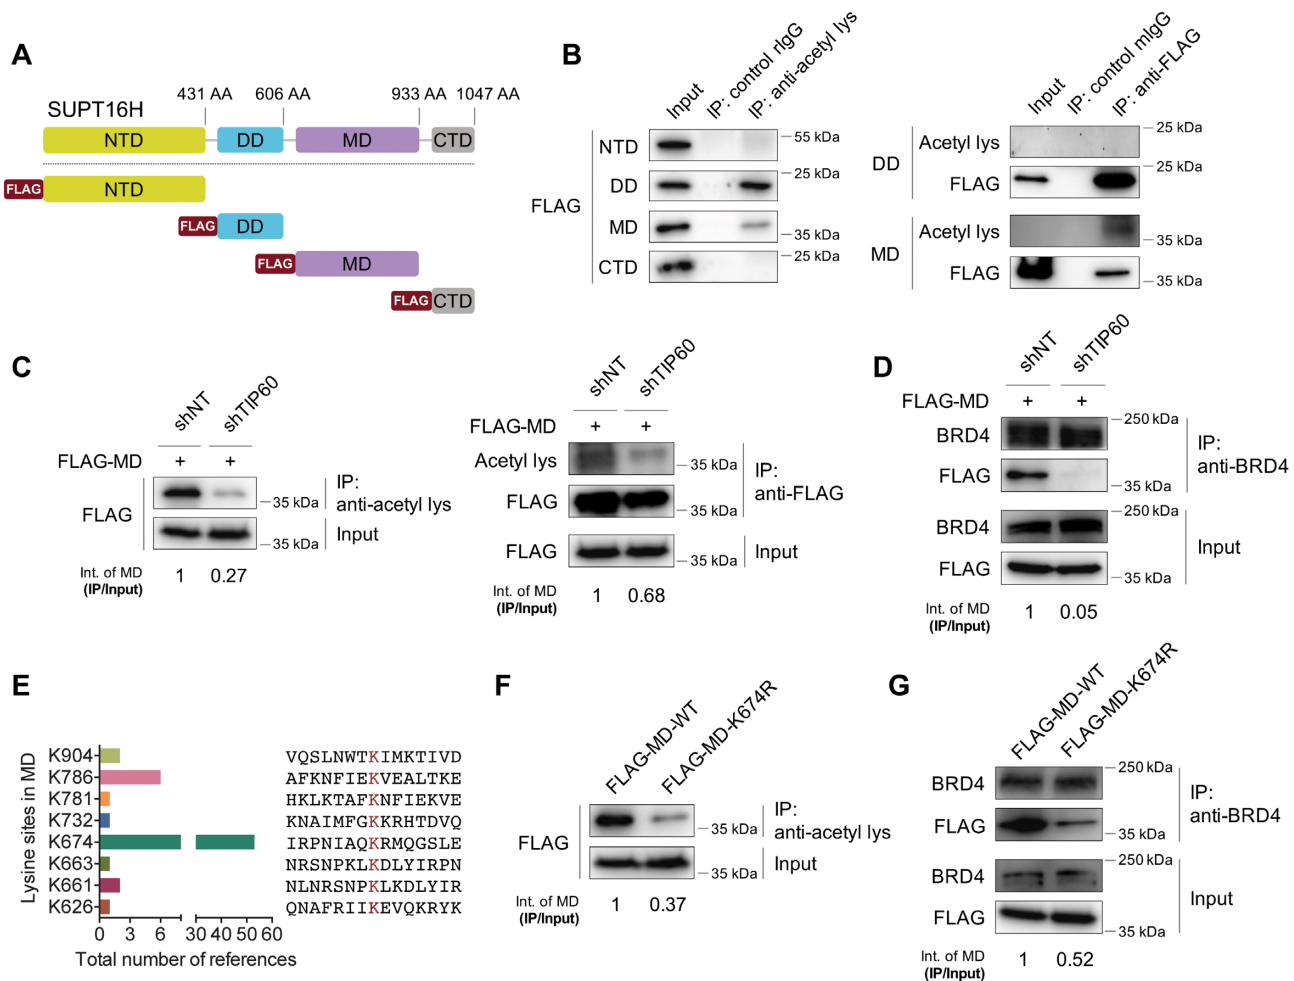 A
431 AA 606 AA 933 AA 1047 AA
SUPT16H
NTD DD MD CTD
FLAG NTD
FLAG DD
FLAG MD
FLAG CTD
B
Input IP: control rIgG IP: anti-acetyl lys
FLAG
NTD 55 kDa
DD 25 kDa
MD 35 kDa
CTD 25 kDa
Input IP: control mIgG IP: anti-FLAG
DD
Acetyl lys 25 kDa
FLAG 25 kDa
MD
Acetyl lys 35 kDa
FLAG 35 kDa
C
shNT shTIP60
FLAG-MD + +
FLAG
35 kDa IP: anti-acetyl lys
35 kDa Input
Int. of MD (IP/Input) 1 0.27
shNT shTIP60
FLAG-MD + +
Acetyl lys 35 kDa
FLAG 35 kDa
IP: anti-FLAG
FLAG 35 kDa Input
Int. of MD (IP/Input) 1 0.68
D
shNT shTIP60
FLAG-MD + +
BRD4 250 kDa
FLAG 35 kDa
IP: anti-BRD4
BRD4 250 kDa
FLAG 35 kDa
Input
Int. of MD (IP/Input) 1 0.05
E
Lysine sites in MD
K904 VQSLNWTKIMKTIVD
K786 AFKNFIEKVEALTKE
K781 HKLKTAFKNFIEKVE
K732 KNAIMFGKKRHTDVQ
K674 IRPNIAQKRMQGSLE
K663 NRSNPKLKDLYIRPN
K661 NLNRSNPKLKDLYIR
K626 QNAFRIIKEVQKRYK
0 3 6 30 40 50 60
Total number of references
F
FLAG-MD-WT FLAG-MD-K674R
FLAG
35 kDa IP: anti-acetyl lys
35 kDa Input
Int. of MD (IP/Input) 1 0.37
G
FLAG-MD-WT FLAG-MD-K674R
BRD4 250 kDa
FLAG 35 kDa
IP: anti-BRD4
BRD4 250 kDa
FLAG 35 kDa
Input
Int. of MD (IP/Input) 1 0.52